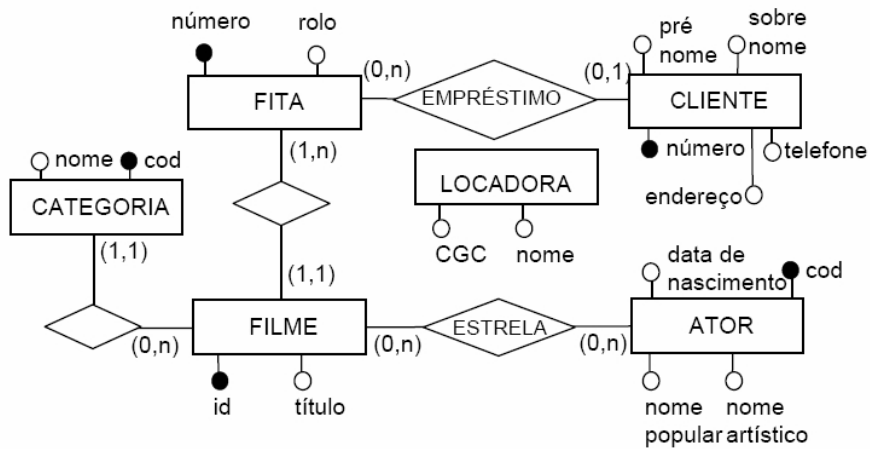 número
rolo
pré
nome
sobre
nome
(0,n)
(0,1)
FITA
EMPRÉSTIMO
CLIENTE
(1,n)
número
telefone
endereço
nome
cod
CATEGORIA
LOCADORA
CGC
nome
(1,1)
(1,1)
data de
nascimento
cod
FILME
ESTRELA
ATOR
(0,n)
(0,n)
(0,n)
id
título
nome
popular
nome
artístico